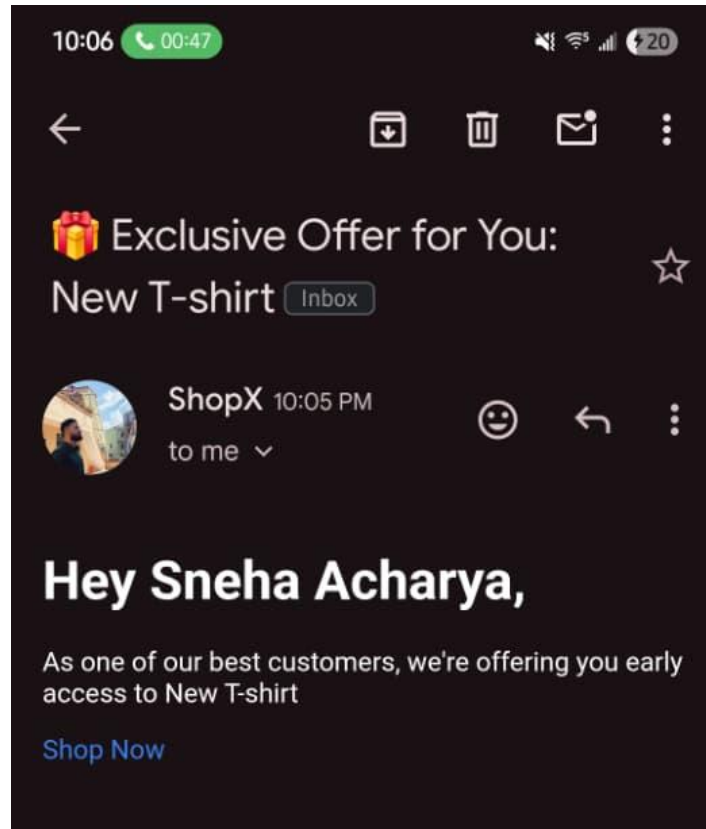 10:06 00:47 20
🎁 Exclusive Offer for You:
New T-shirt Inbox
ShopX 10:05 PM
to me
Hey Sneha Acharya,
As one of our best customers, we're offering you early
access to New T-shirt
Shop Now